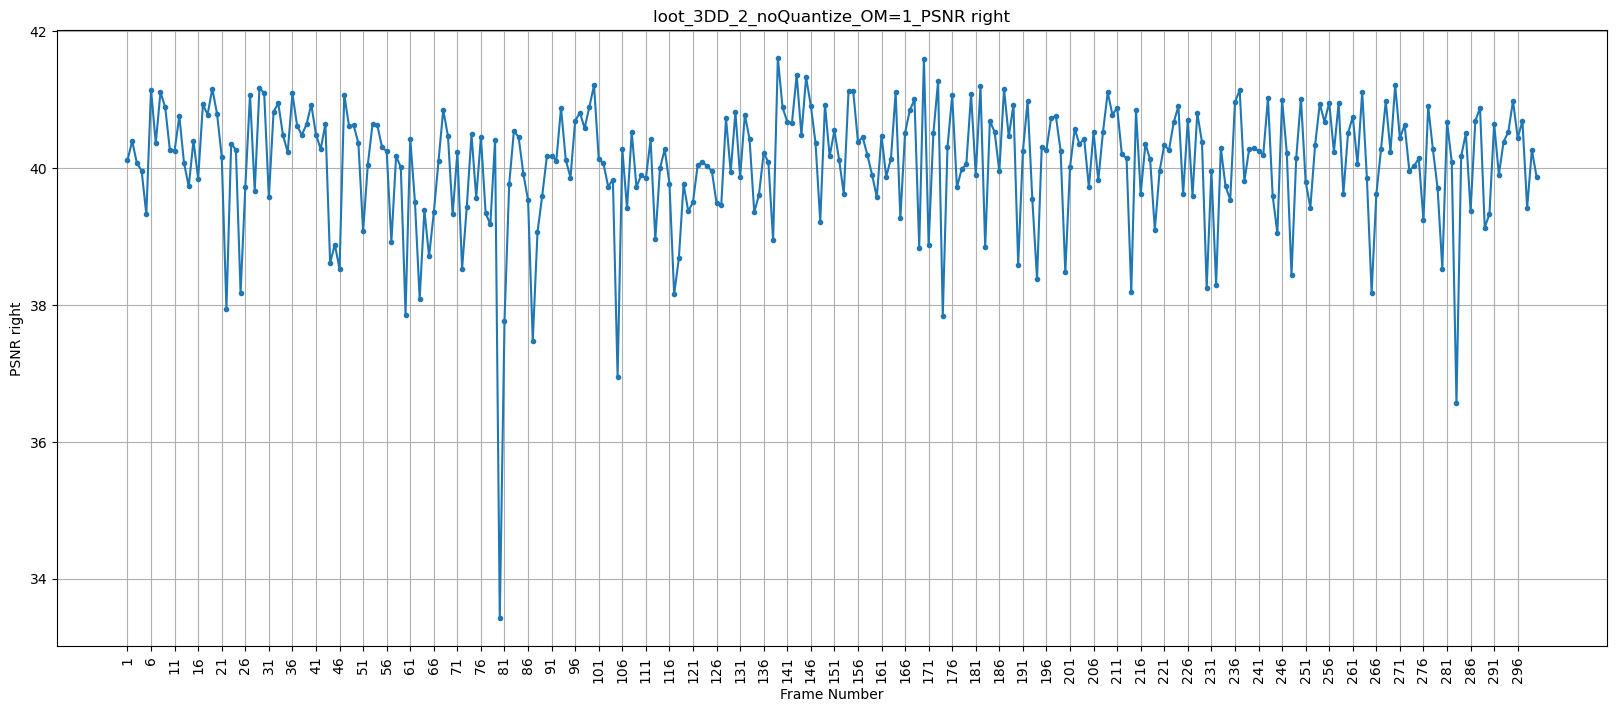 loot_3DD_2_noQuantize_OM=1_PSNR right
42
40
38
36
34
PSNR right
1 6 11 16 21 26 31 36 41 46 51 56 61 66 71 76 81 86 91 96 101 106 111 116 121 126 131 136 141 146 151 156 161 166 171 176 181 186 191 196 201 206 211 216 221 226 231 236 241 246 251 256 261 266 271 276 281 286 291 296
Frame Number